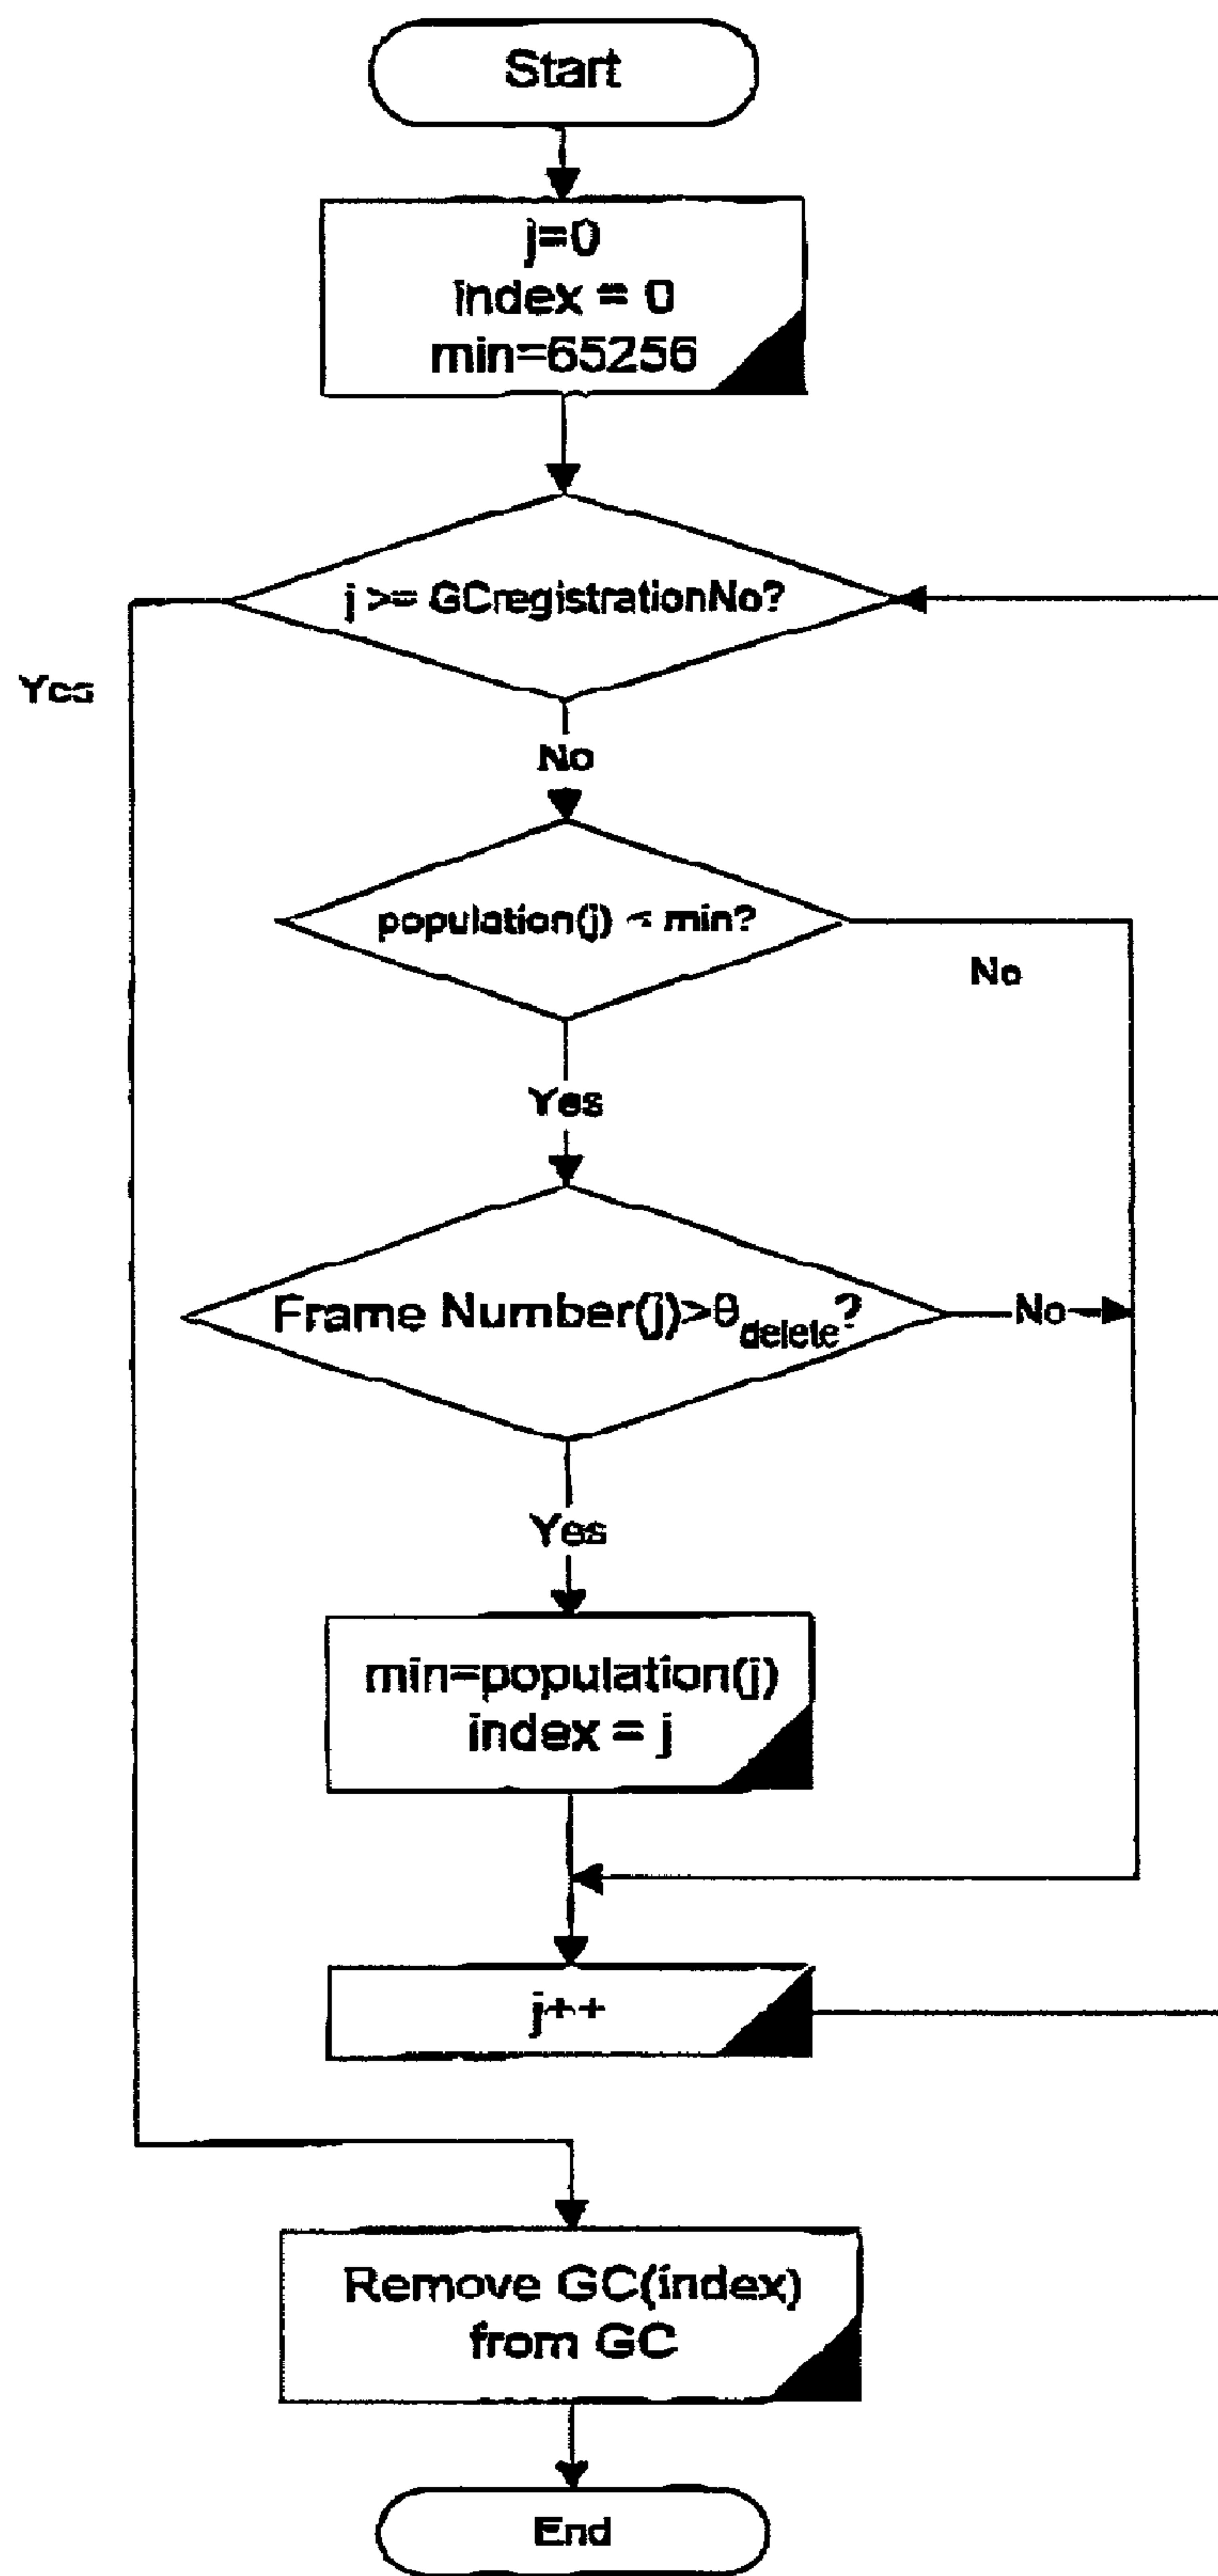 Start
j=0
index = 0
min=65256
j >= GCregistrationNo?
Yes
No
population(j) < min?
No
Yes
Frame Number(j)>θdelete?
No
Yes
min=population(j)
index = j
j++
Remove GC(index)
from GC
End